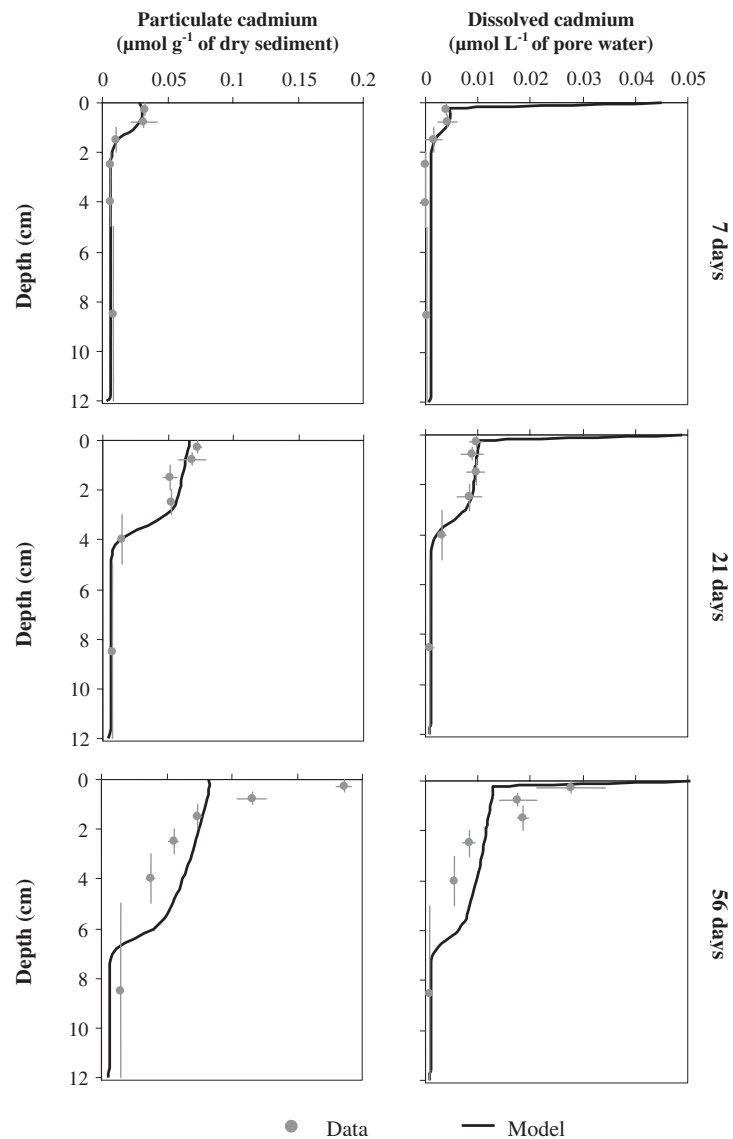 Particulate cadmium
(µmol g-1 of dry sediment)
Dissolved cadmium
(µmol L-1 of pore water)
0 0.05 0.1 0.15 0.2
0 0.01 0.02 0.03 0.04 0.05
0
2
4
6
8
10
12
Depth (cm)
7 days
0
2
4
6
8
10
12
Depth (cm)
21 days
0
2
4
6
8
10
12
Depth (cm)
56 days
Data Model